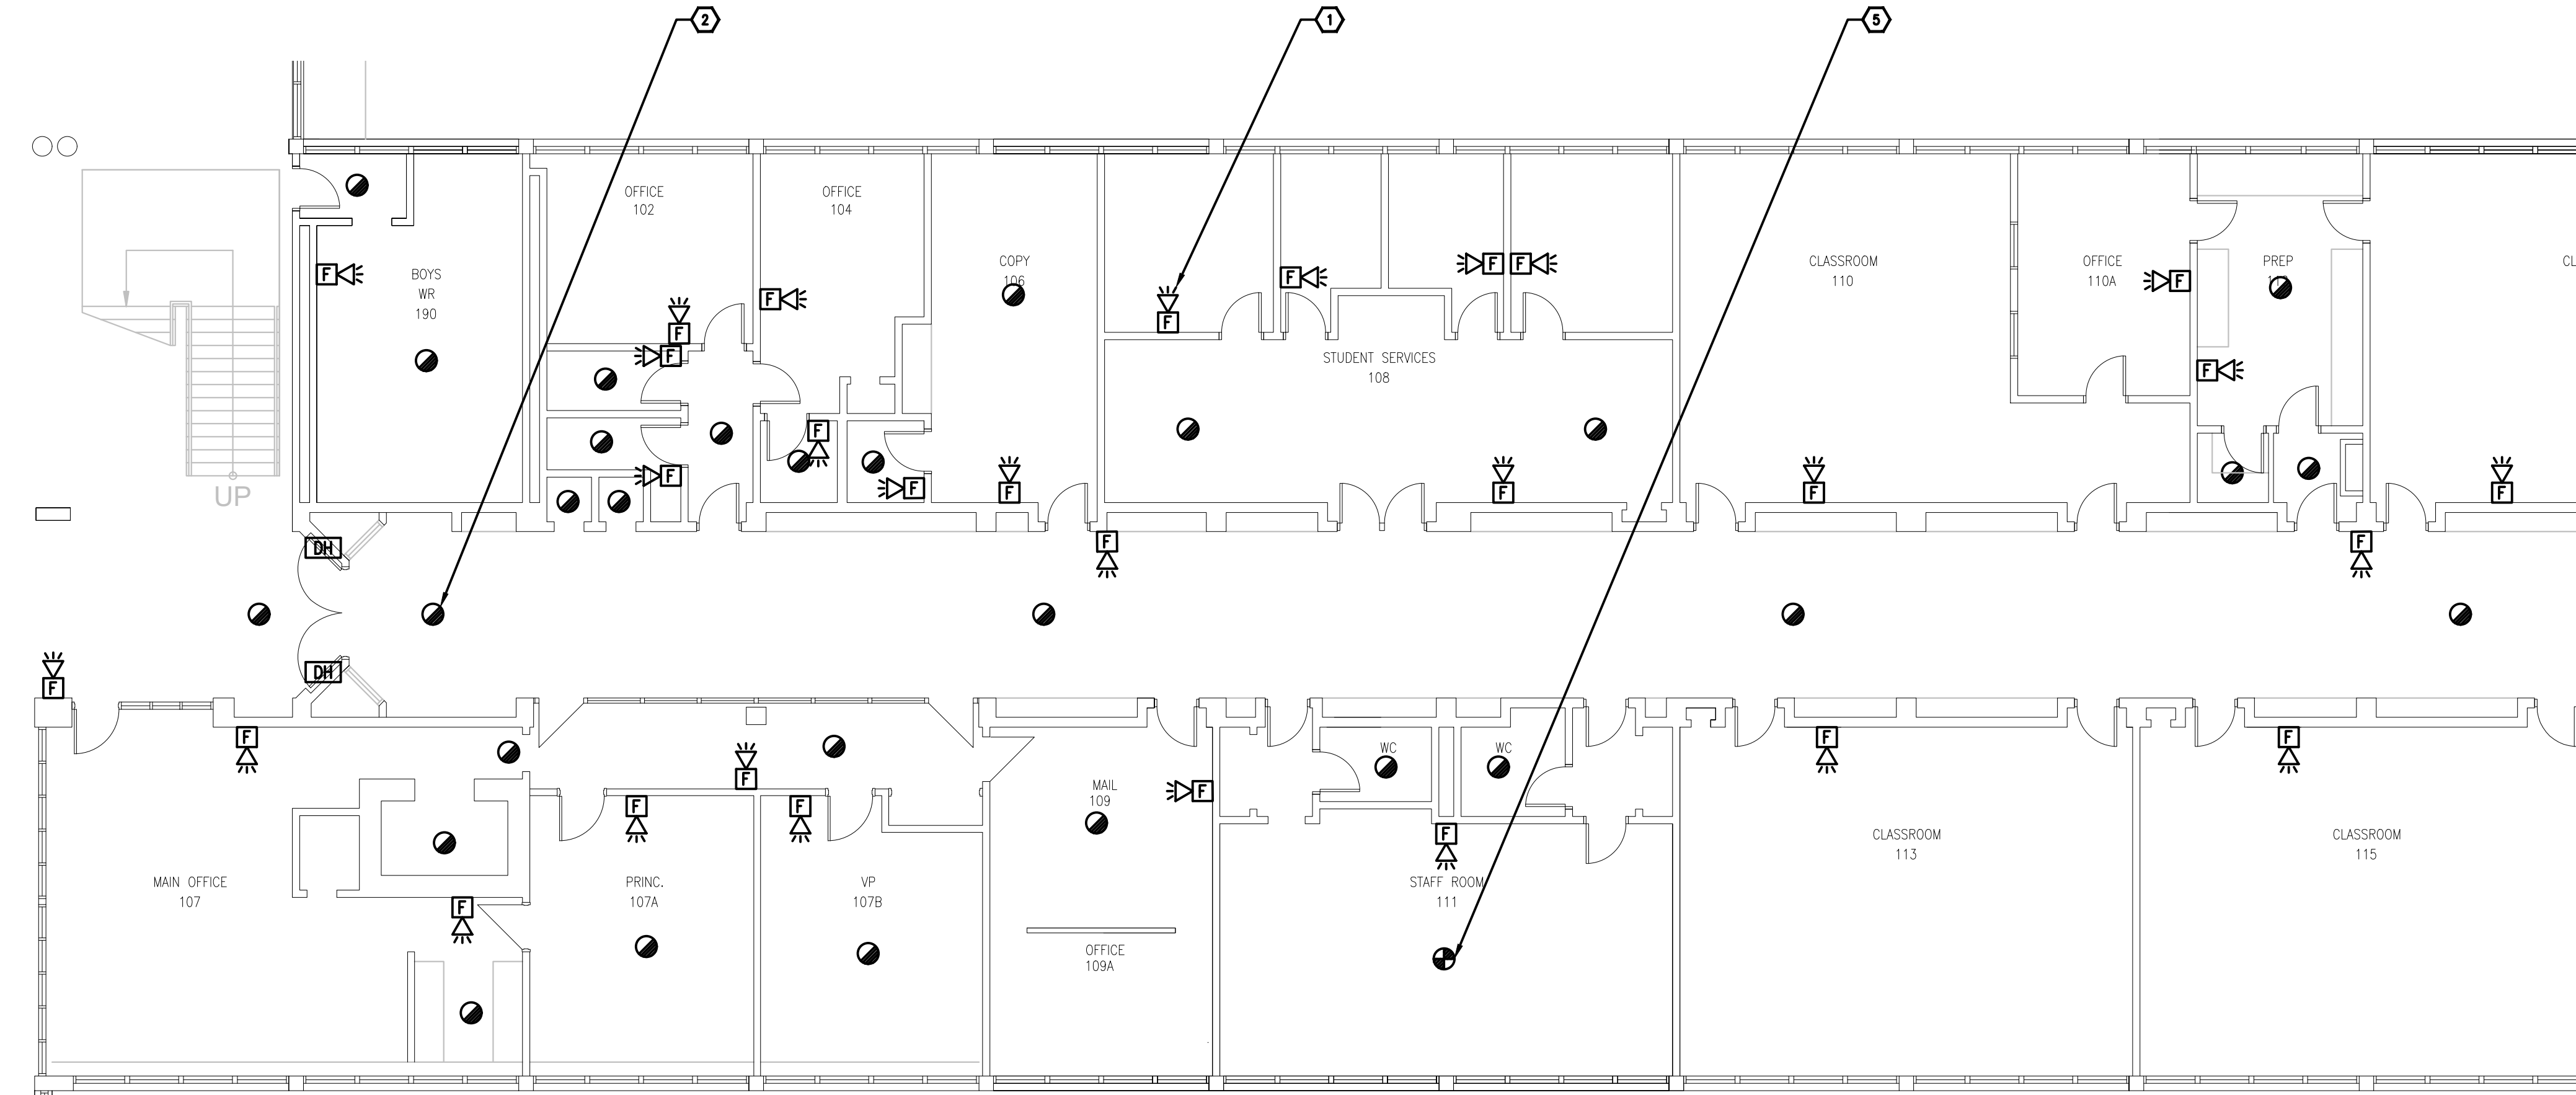 2
1
5
OFFICE
102
OFFICE
104
BOYS
WR
190
F
COPY
106
F
F
F
F
F
F
F
F
STUDENT SERVICES
108
CLASSROOM
110
OFFICE
110A
F
PREP
F
CL
F
F
F
F
F
F
F
F
UP
DH
F
F
DH
F
F
F
F
F
WC
WC
F
F
MAIL
109
F
F
F
F
CLASSROOM
113
CLASSROOM
115
MAIN OFFICE
107
PRINC.
107A
VP
107B
STAFF ROOM
111
F
OFFICE
109A